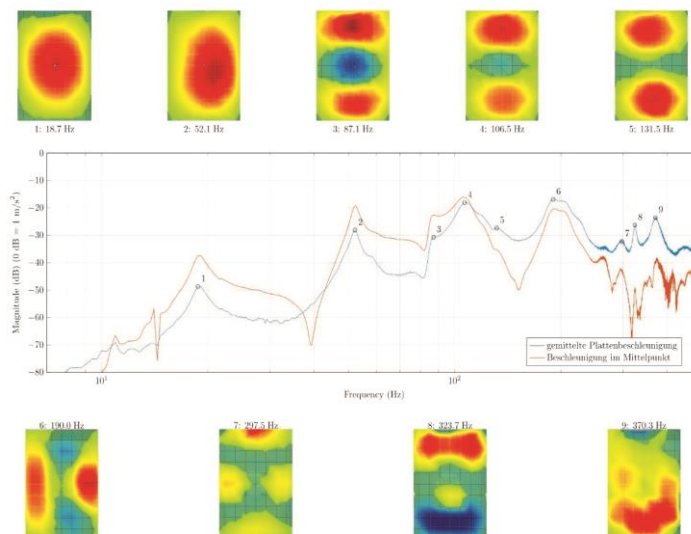 1: 18.7 Hz
2: 52.1 Hz
3: 87.1 Hz
4: 106.5 Hz
5: 131.5 Hz
Magnitude (dB) (0 dB = 1 m/s²)
0
−10
−20
−30
−40
−50
−60
−70
−80
1
2
3
4
5
6
7
8
9
gemittelte Plattenbeschleunigung
Beschleunigung im Mittelpunkt
10¹
10²
Frequency (Hz)
6: 190.0 Hz
7: 297.5 Hz
8: 323.7 Hz
9: 370.3 Hz